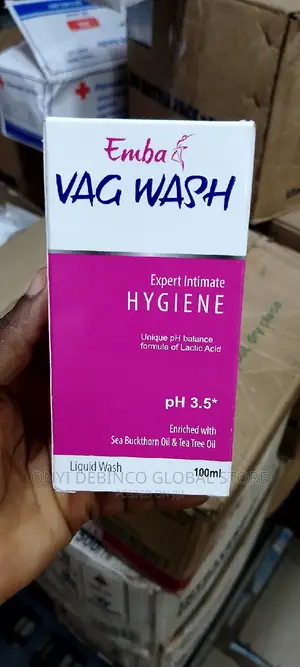 Emba
VAG WASH
Expert Intimate
HYGIENE
Unique pH balance
formula of Lactic Acid
pH 3.5*
Enriched with
Sea Buckthorn Oil & Tea Tree Oil
Liquid Wash
100ml
ONYI DEBINCO GLOBAL STORE